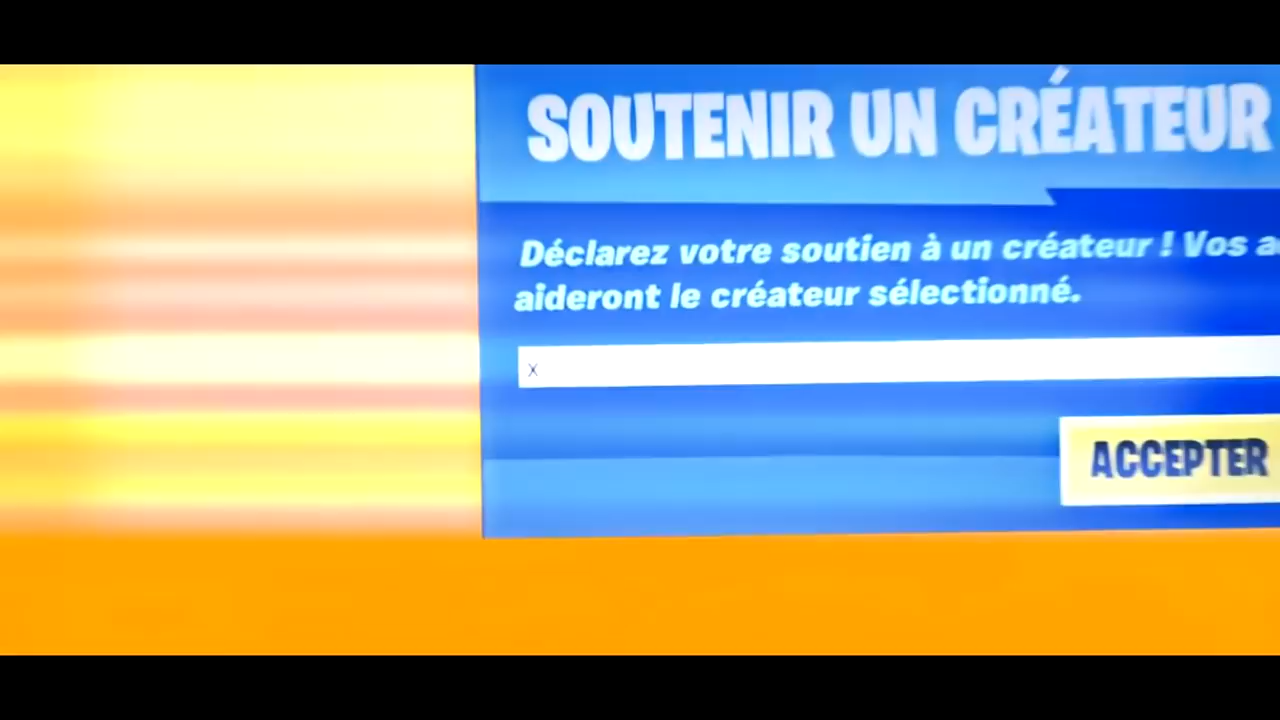 SOUTENIR UN CRÉATEUR
Déclarez votre soutien à un créateur ! Vos
aideront le créateur sélectionné.
x
ACCEPTER